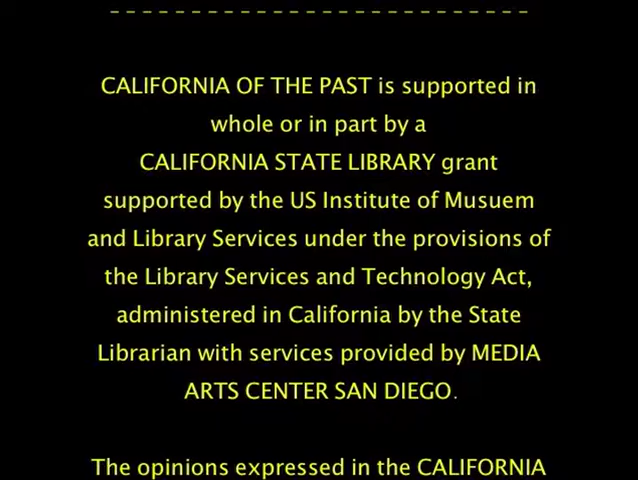 CALIFORNIA OF THE PAST is supported in
whole or in part by a
CALIFORNIA STATE LIBRARY grant
supported by the US Institute of Musuem
and Library Services under the provisions of
the Library Services and Technology Act,
administered in California by the State
Librarian with services provided by MEDIA
ARTS CENTER SAN DIEGO.
The opinions expressed in the CALIFORNIA